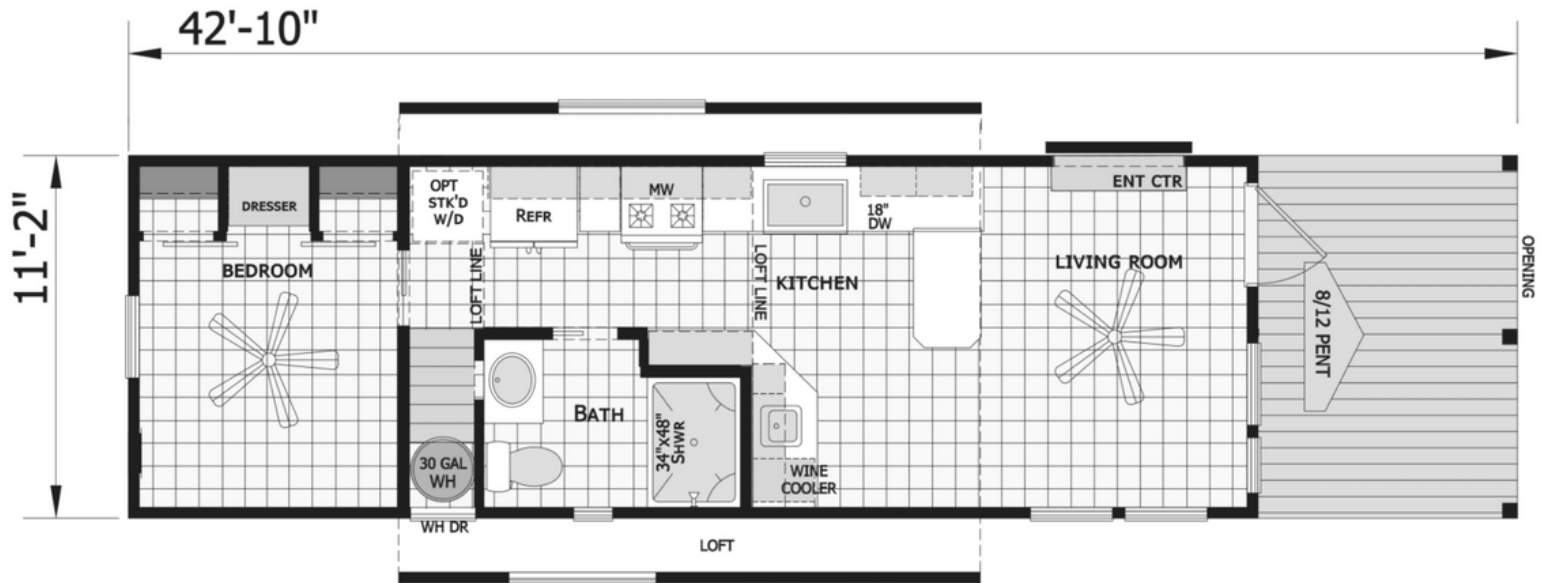 42'-10"
11'-2"
OPT
STK'D
W/D
DRESSER
REFR
MW
18"
DW
ENT CTR
BEDROOM
LOFT LINE
LOFT LINE
KITCHEN
LIVING ROOM
OPENING
8/12 PENT
BATH
34"x48"
SHWR
30 GAL
WH
WINE
COOLER
WH DR
LOFT